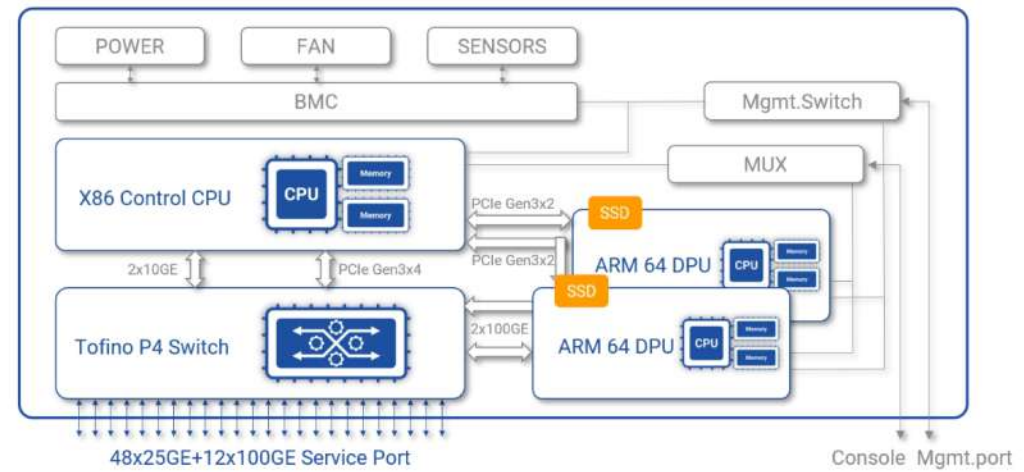 POWER
FAN
SENSORS
BMC
Mgmt.Switch
MUX
X86 Control CPU
CPU
Memory
Memory
PCIe Gen3x2
SSD
PCIe Gen3x2
ARM 64 DPU
CPU
Memory
Memory
2x10GE
PCIe Gen3x4
SSD
Tofino P4 Switch
2x100GE
ARM 64 DPU
CPU
Memory
Memory
48x25GE+12x100GE Service Port
Console Mgmt.port